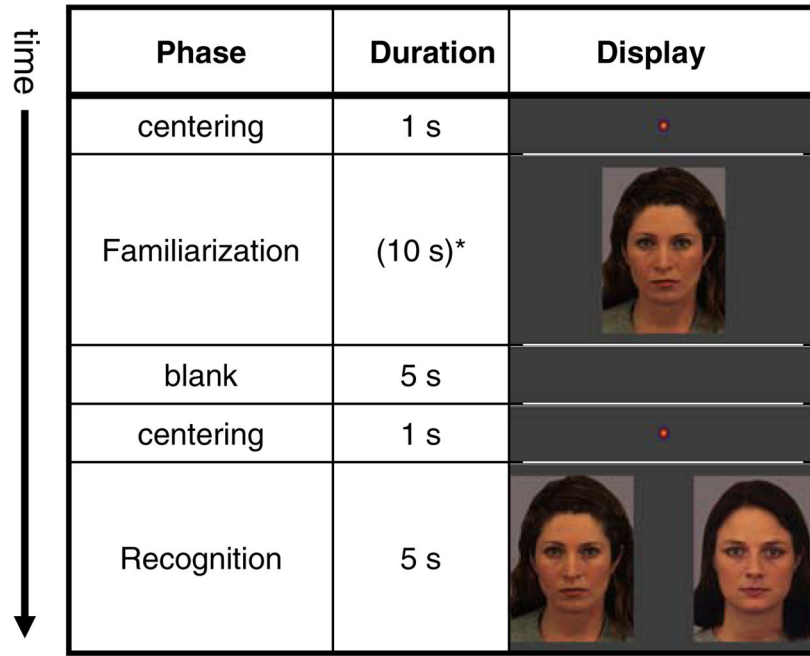 time
Phase Duration Display
centering 1 s
Familiarization (10 s)*
blank 5 s
centering 1 s
Recognition 5 s